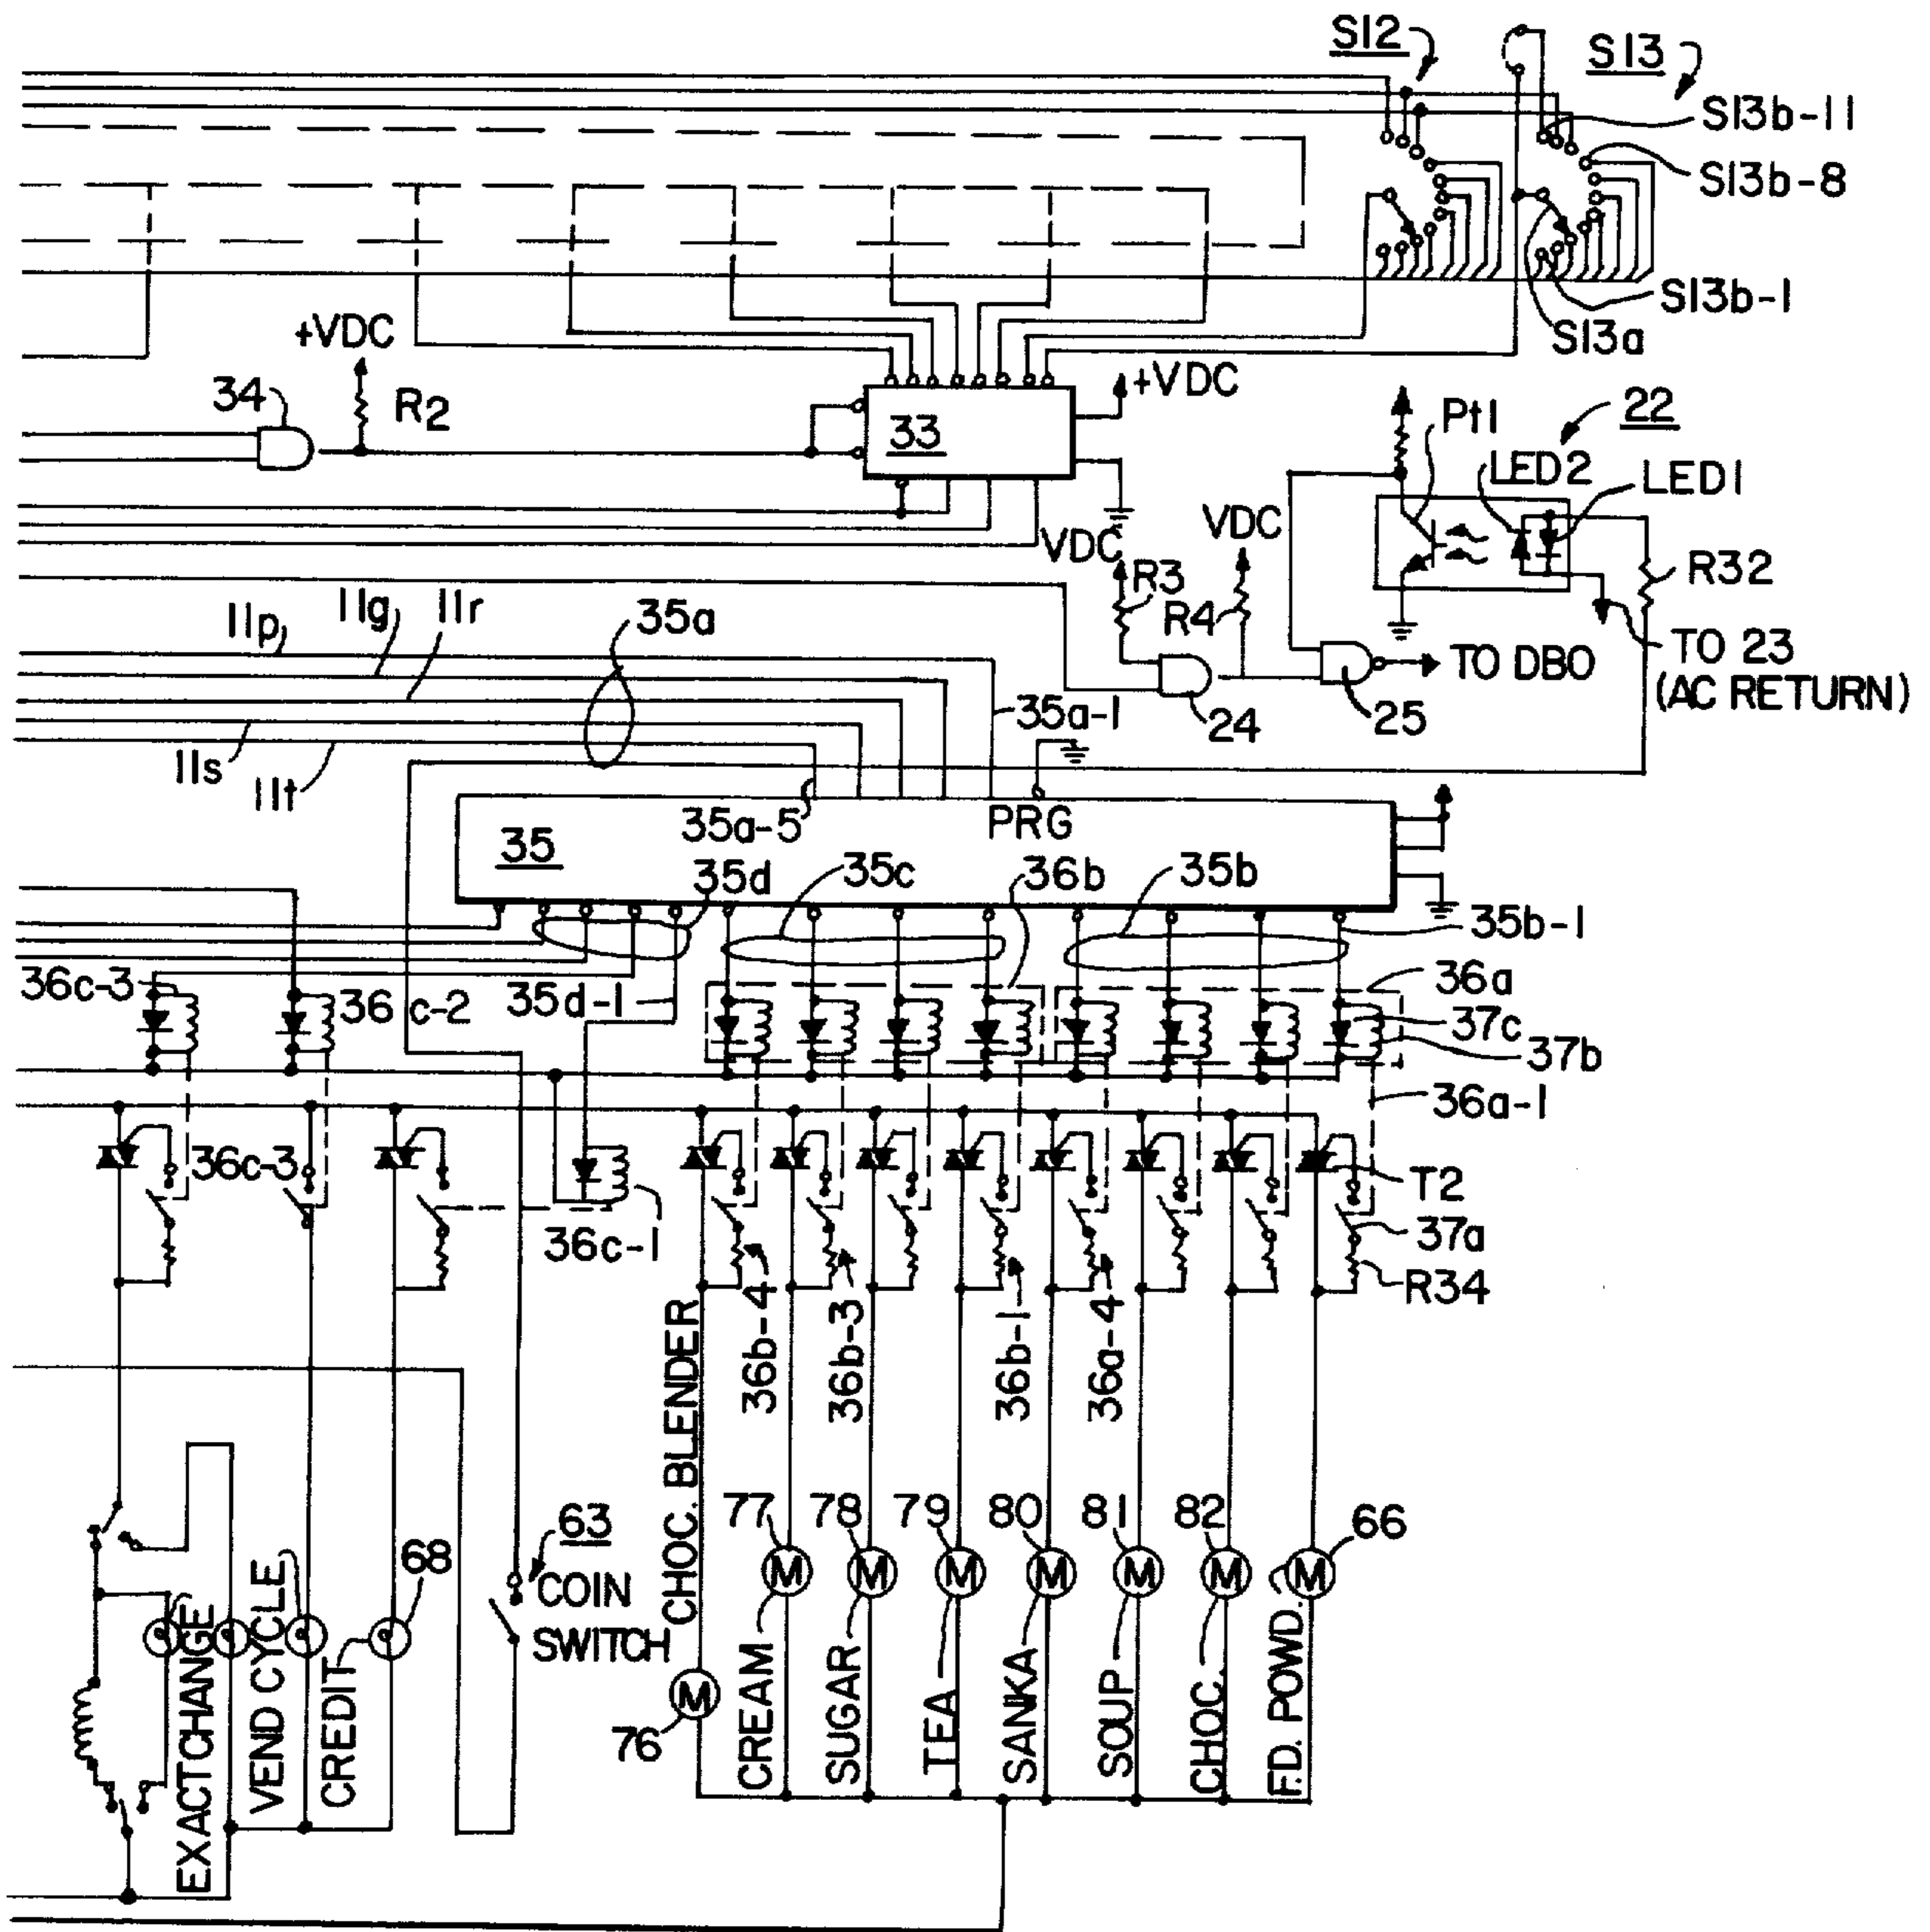 S12
S13
S13b-11
S13b-8
S13b-1
S13a
+VDC
34
R2
33
+VDC
Pt1
22
LED2
LED1
VDC
VDC
R3
R4
R32
11p
11g
11r
35a
TO DBO
TO 23
(AC RETURN)
35a-1
24
25
11s
11t
35a-5
PRG
35
35d
35c
36b
35b
35b-1
36c-3
36c-2
35d-1
36a
37c
37b
36a-1
36c-3
T2
36c-1
37a
R34
36b-4
36b-3
36b-1
36a-4
CHOC. BLENDER
77
78
79
80
81
82
66
63
COIN
SWITCH
68
EXACT CHANGE
VEND CYCLE
CREDIT
76
CREAM
SUGAR
TEA
SANKA
SOUP
CHOC.
F.D. POWD.
M
M
M
M
M
M
M
M